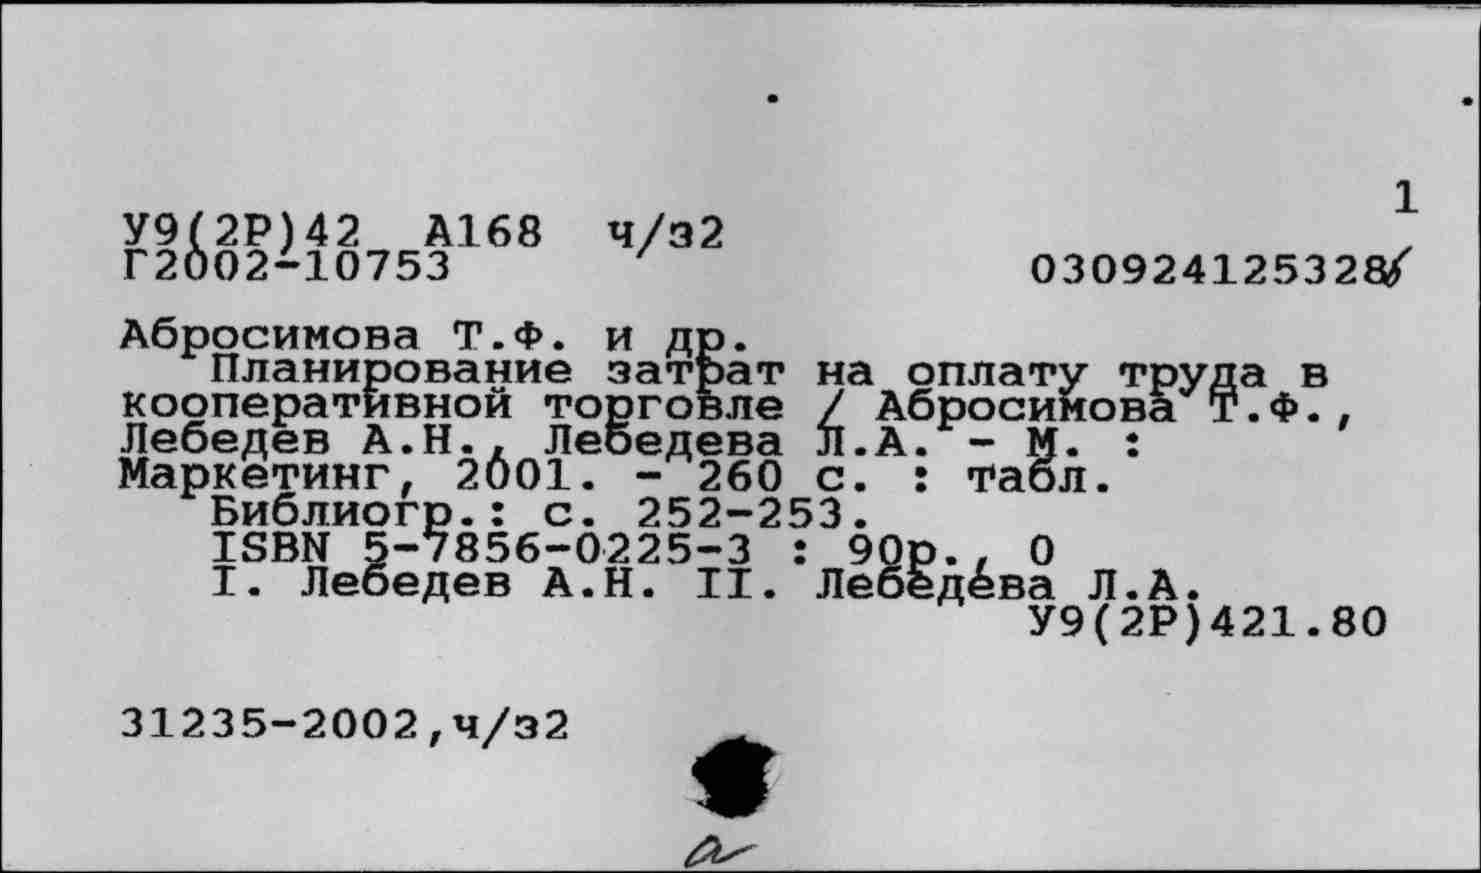 1
У9(2Р)42 А168 ч/з2
Г2002-10753
030924125328
Абросимова Т.Ф. и др.
Планирование затрат на оплату труда в
кооперативной торговле / Абросимова Т.Ф.,
Лебедев А.Н., Лебедева Л.А. - М. :
Маркетинг, 2001. - 260 с. : табл.
Библиогр.: с. 252-253.
ISBN 5-7856-0225-3 : 90р., 0
I. Лебедев А.Н. II. Лебедева Л.А.
У9(2Р)421.80
31235-2002,ч/з2